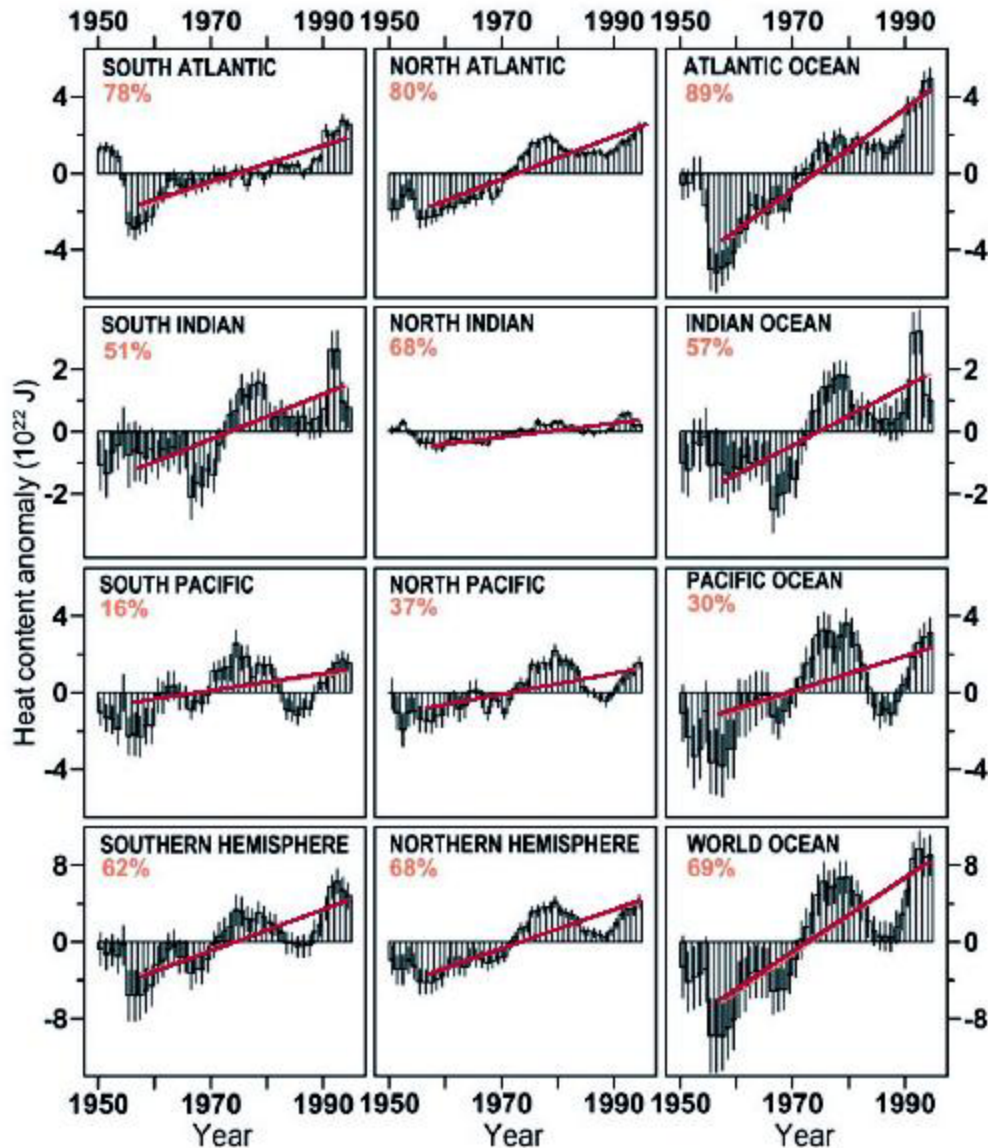 1950 1970 1990 1950 1970 1990 1950 1970 1990
SOUTH ATLANTIC
78%
NORTH ATLANTIC
80%
ATLANTIC OCEAN
89%
4 4
0 0
-4 -4
SOUTH INDIAN
51%
NORTH INDIAN
68%
INDIAN OCEAN
57%
2 2
0 0
-2 -2
Heat content anomaly (10²² J)
SOUTH PACIFIC
16%
NORTH PACIFIC
37%
PACIFIC OCEAN
30%
4 4
0 0
-4 -4
SOUTHERN HEMISPHERE
62%
NORTHERN HEMISPHERE
68%
WORLD OCEAN
69%
8 8
0 0
-8 -8
1950 1970 1990 1950 1970 1990 1950 1970 1990
Year Year Year